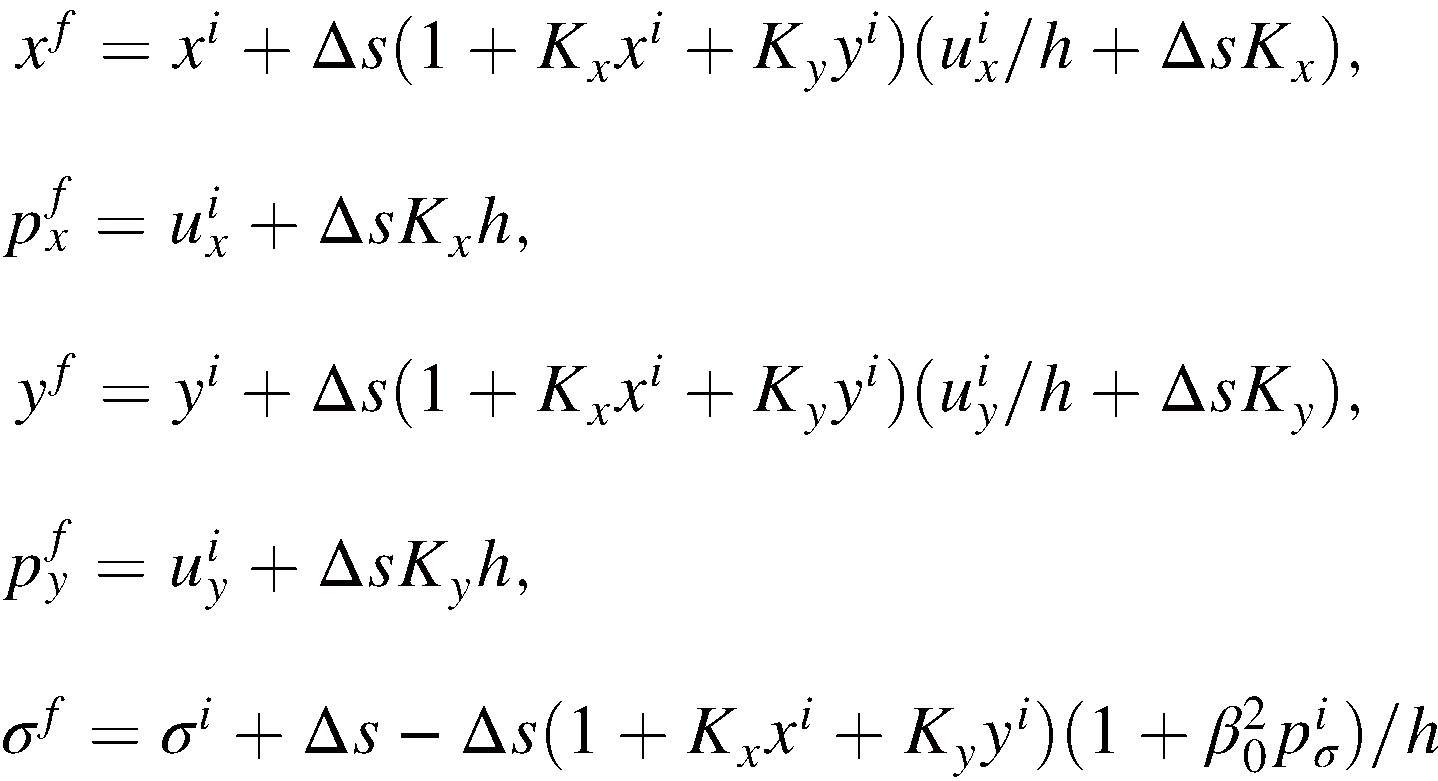 x^f = x^i + Δs(1 + K_x x^i + K_y y^i)(u_x^i/h + ΔsK_x),
p_x^f = u_x^i + ΔsK_x h,
y^f = y^i + Δs(1 + K_x x^i + K_y y^i)(u_y^i/h + ΔsK_y),
p_y^f = u_y^i + ΔsK_y h,
σ^f = σ^i + Δs − Δs(1 + K_x x^i + K_y y^i)(1 + β_0^2 p_σ^i)/h